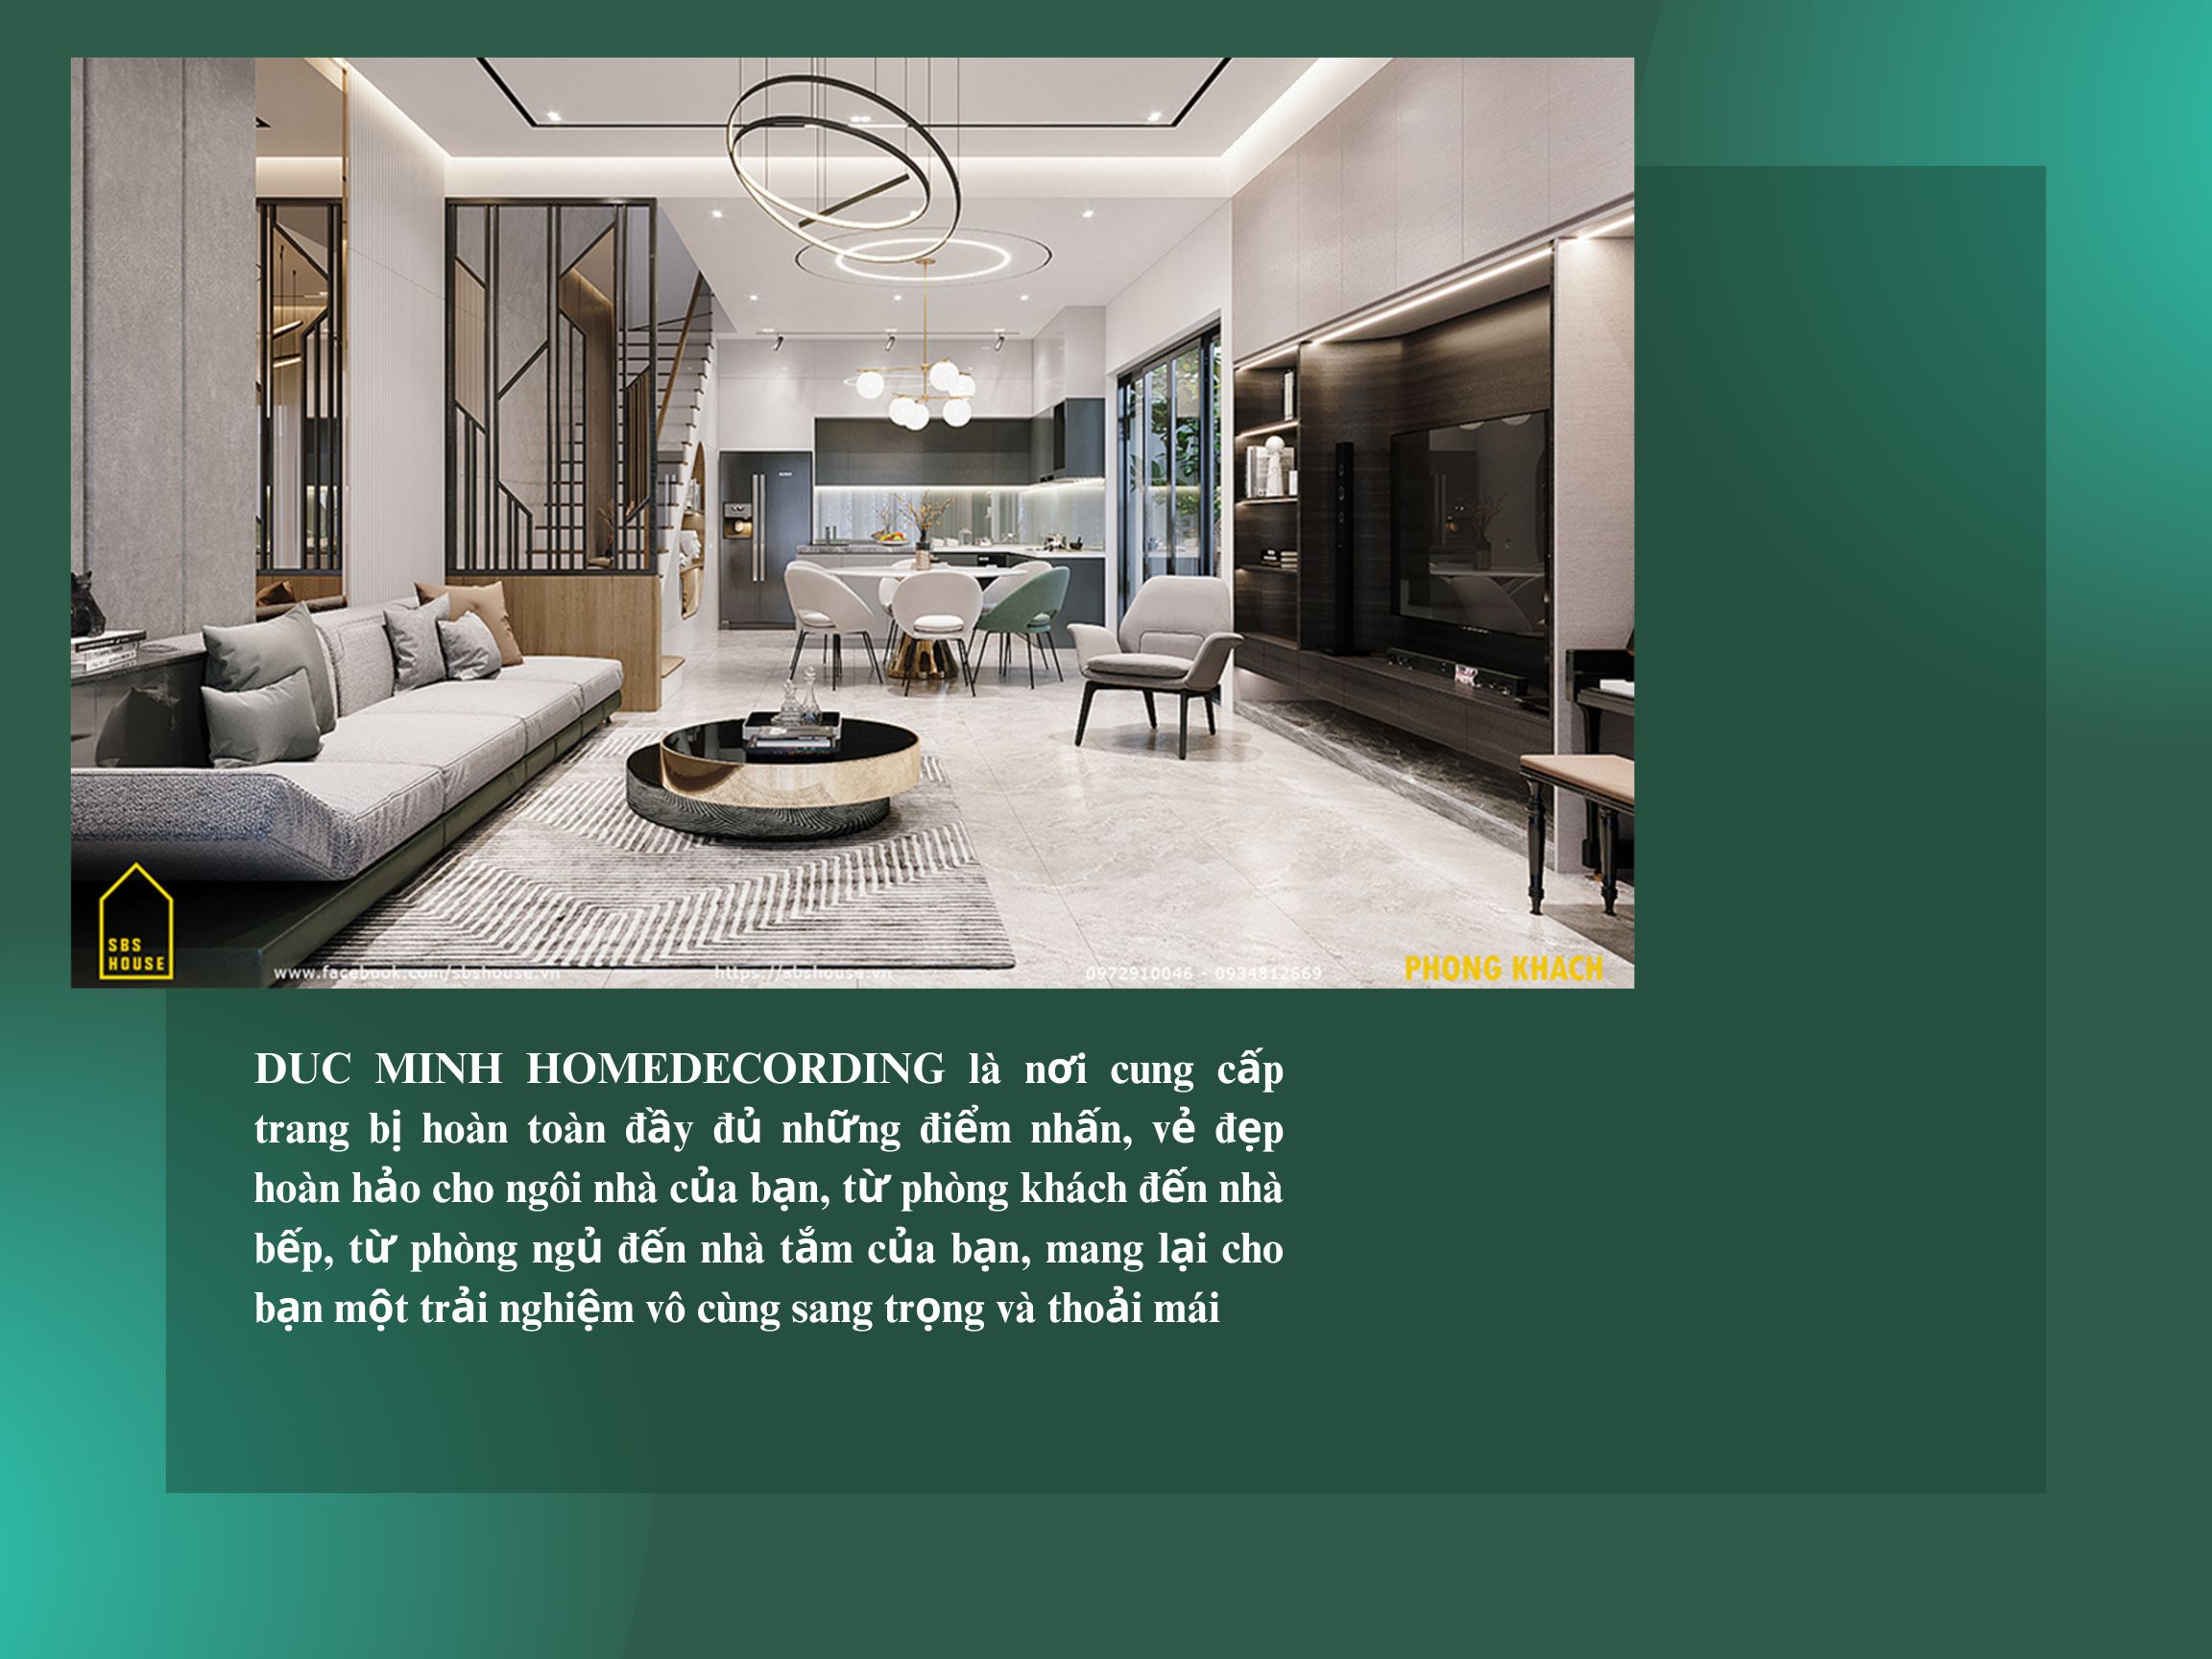 SBS
HOUSE
www.facebook.com/sbshouse.vn https://sbshouse.vn 0972910046 - 0934812669 PHONG KHACH
DUC MINH HOMEDECORDING là nơi cung cấp
trang bị hoàn toàn đầy đủ những điểm nhấn, vẻ đẹp
hoàn hảo cho ngôi nhà của bạn, từ phòng khách đến nhà
bếp, từ phòng ngủ đến nhà tắm của bạn, mang lại cho
bạn một trải nghiệm vô cùng sang trọng và thoải mái